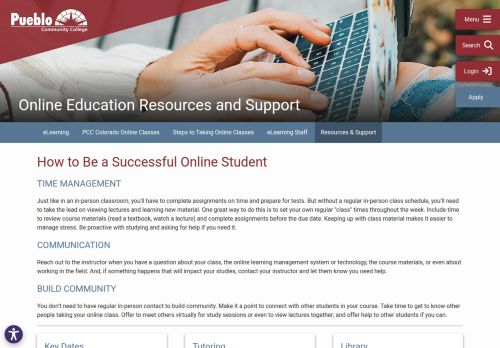 Pueblo
Community College
Menu
Search
Login
Apply
Online Education Resources and Support
eLearning
PCC Colorado Online Classes
Steps to Taking Online Classes
eLearning Staff
Resources & Support
How to Be a Successful Online Student
TIME MANAGEMENT
Just like in an in-person classroom, you'll have to complete assignments on time and prepare for tests. But without a regular in-person class schedule, you'll need
to take the lead on viewing lectures and learning new material. One great way to do this is to set your own regular "class" times throughout the week. Include time
to review course materials (read a textbook, watch a lecture) and complete assignments before the due date. Keeping up with class material makes it easier to
manage stress. Be proactive with studying and asking for help if you need it.
COMMUNICATION
Reach out to the instructor when you have a question about your class, the online learning management system or technology, the course materials, or even about
working in the field. And, if something happens that will impact your studies, contact your instructor and let them know you need help.
BUILD COMMUNITY
You don't need to have regular in-person contact to build community. Make it a point to connect with other students in your course. Take time to get to know other
people taking your online class. Offer to meet others virtually for study sessions or even to view lectures together; and offer help to other students if you can.
Key Dates
Tutoring
Library